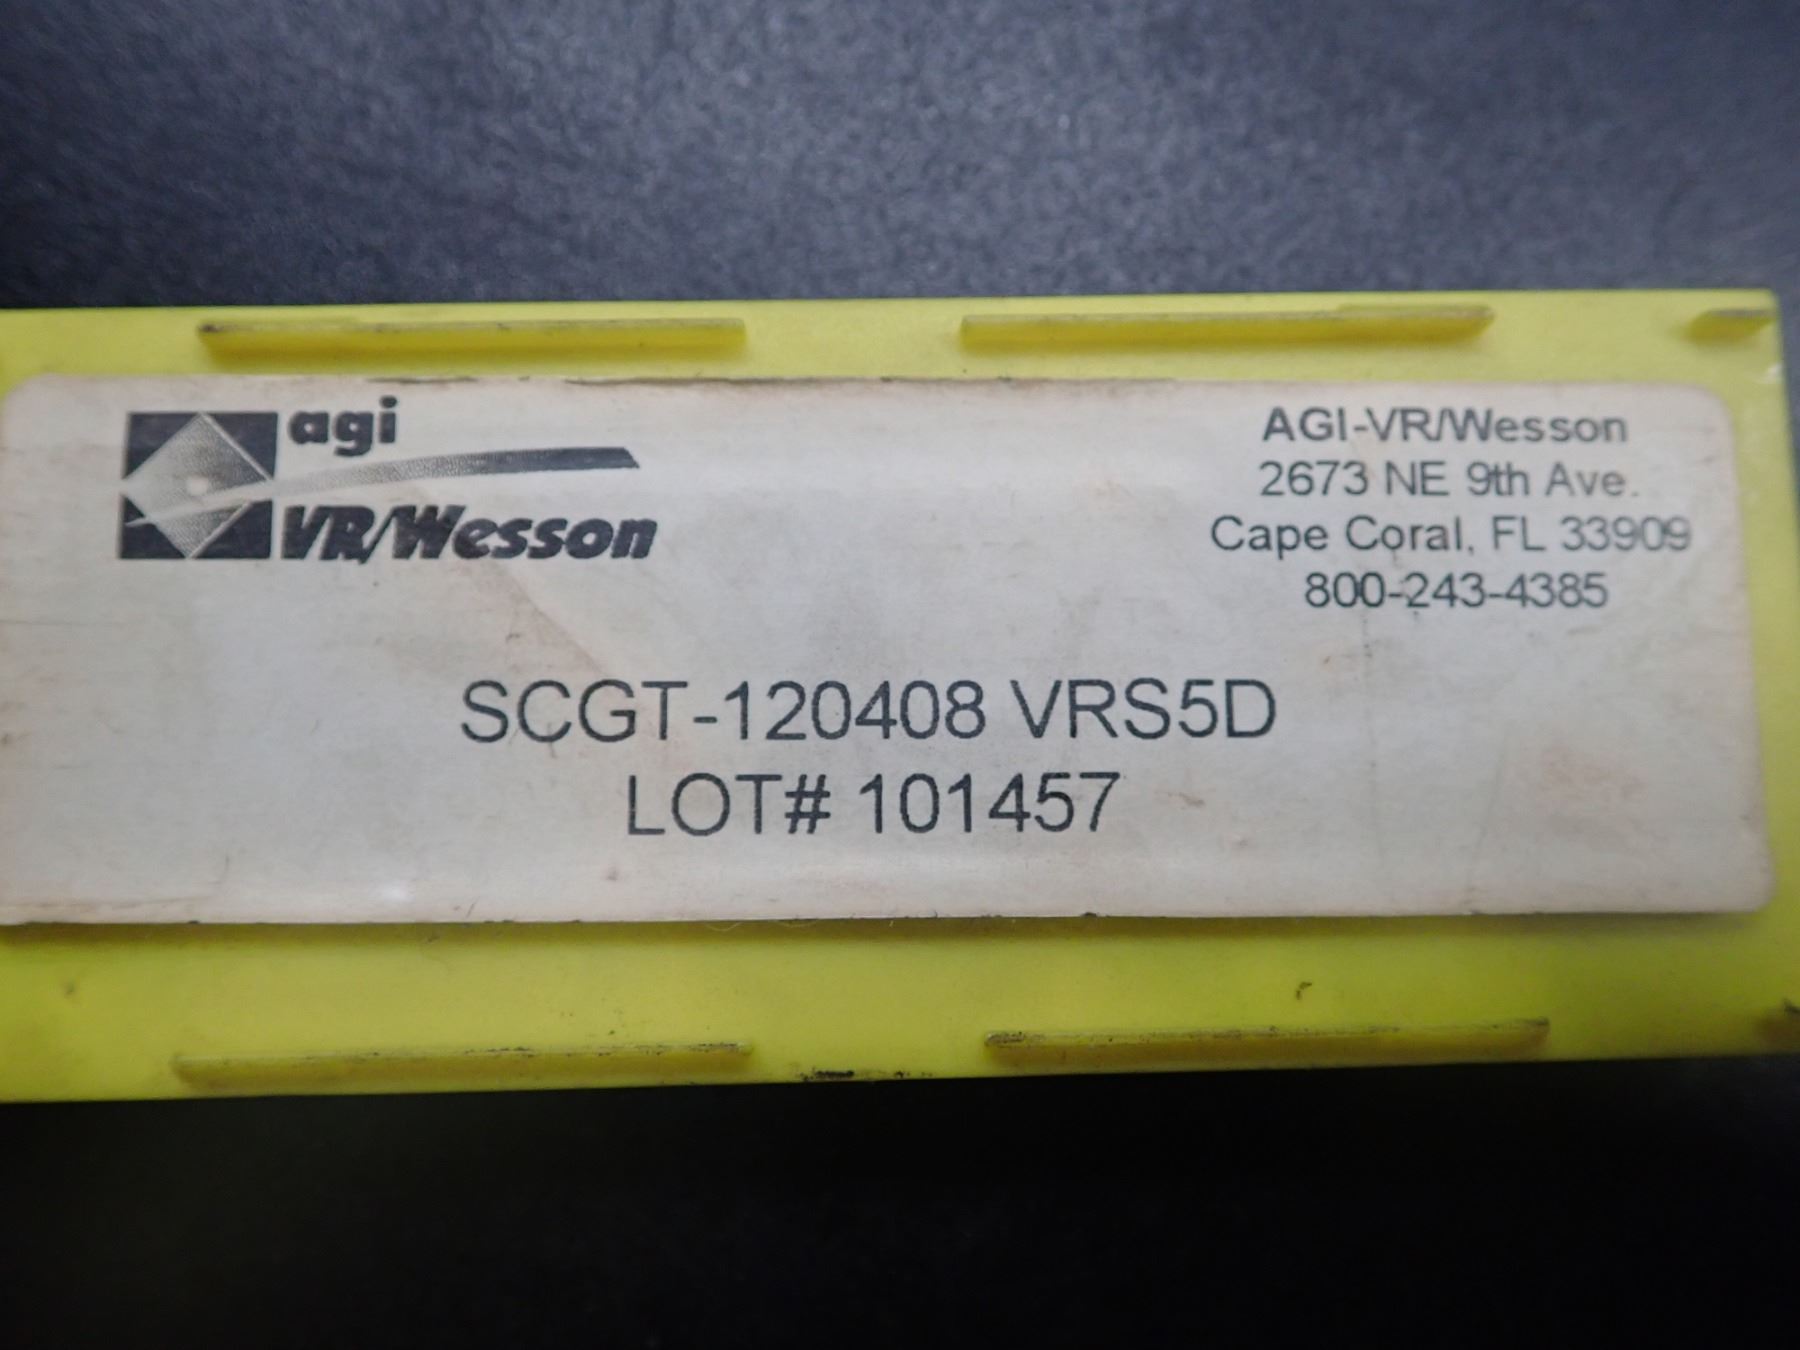 agi
VR/Wesson
AGI-VR/Wesson
2673 NE 9th Ave.
Cape Coral, FL 33909
800-243-4385
SCGT-120408 VRS5D
LOT# 101457